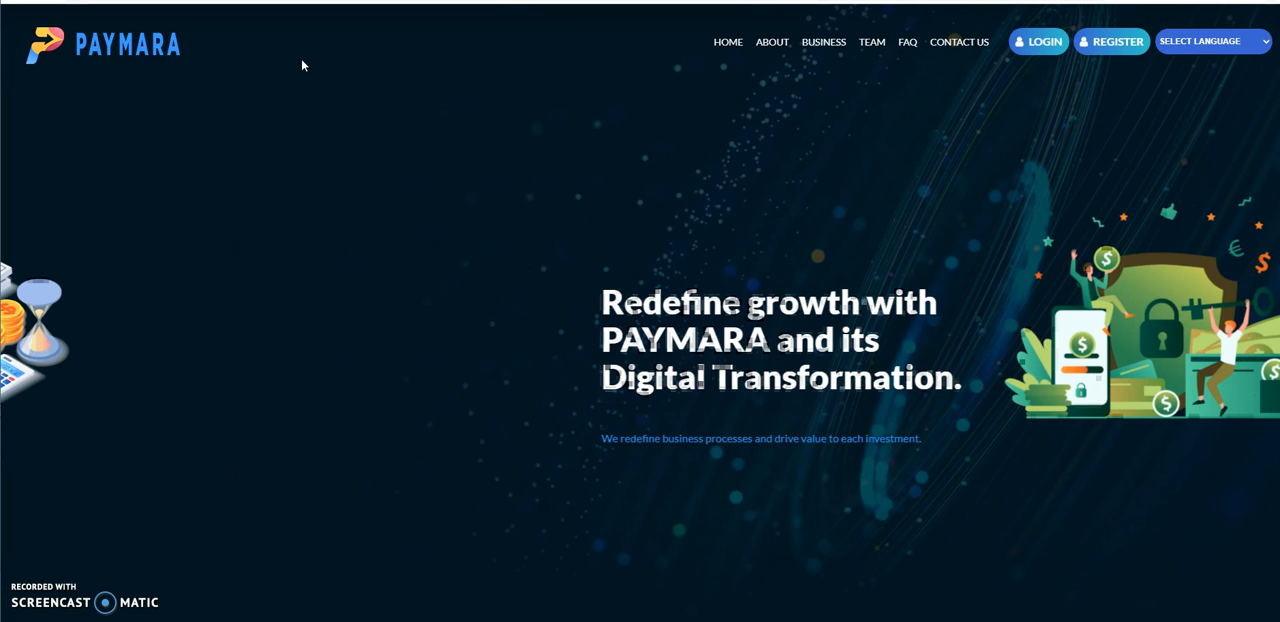 PAYMARA
HOME ABOUT BUSINESS TEAM FAQ CONTACT US LOGIN REGISTER SELECT LANGUAGE
Redefine growth with
PAYMARA and its
Digital Transformation.
We redefine business processes and drive value to each investment.
RECORDED WITH
SCREENCAST MATIC